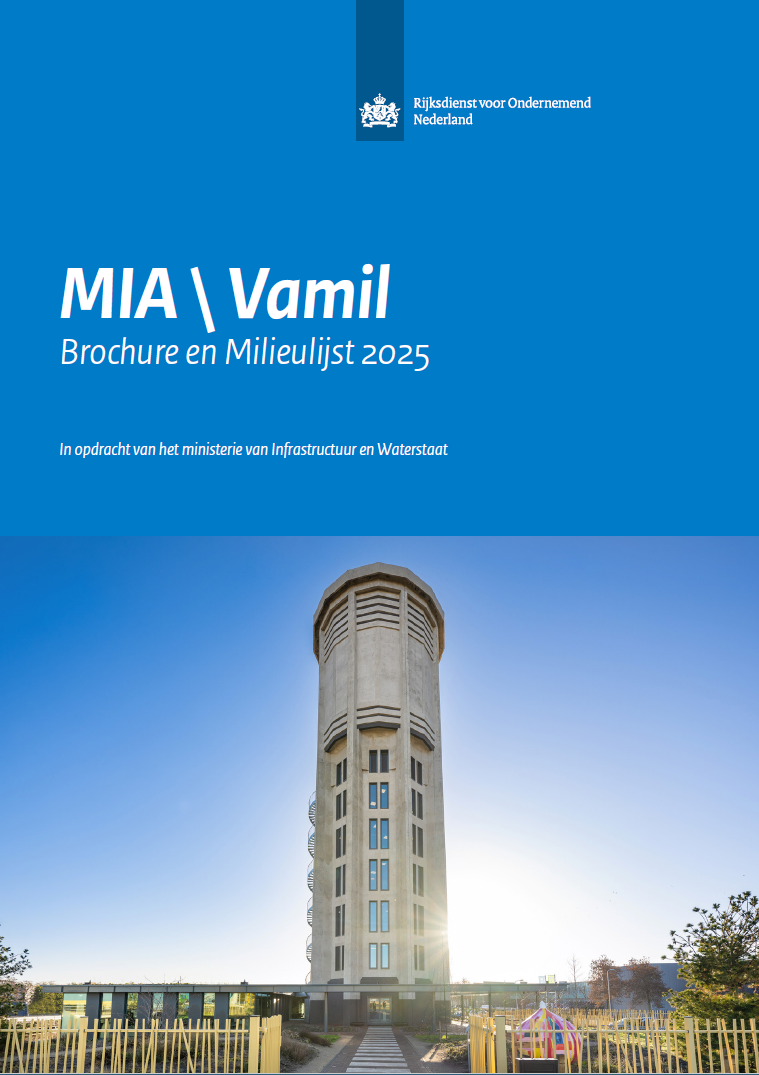 Rijksdienst voor Ondernemend
Nederland
MIA \ Vamil
Brochure en Milieulijst 2025
In opdracht van het ministerie van Infrastructuur en Waterstaat